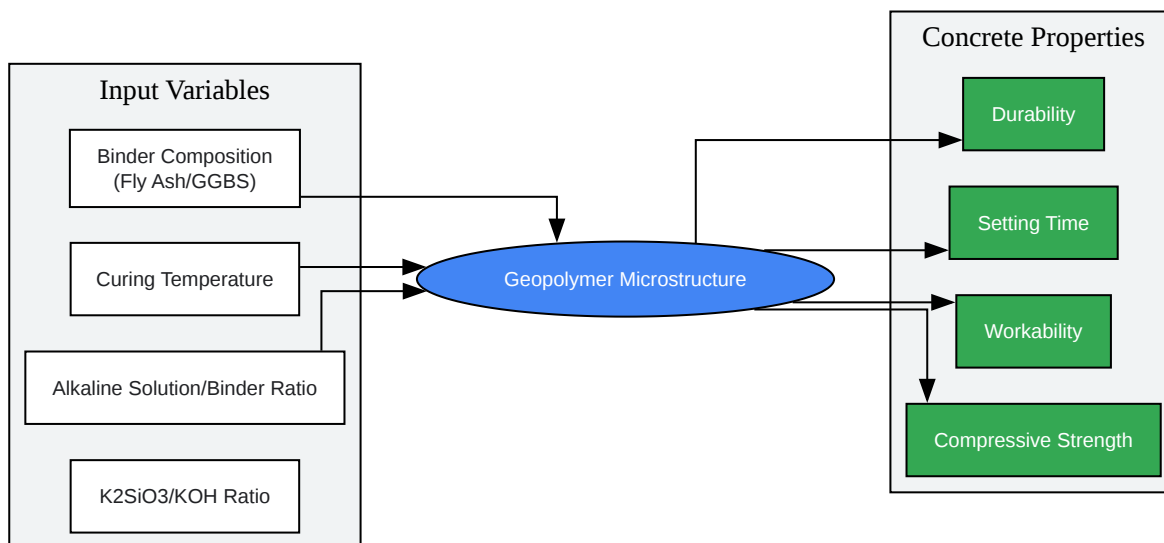 Input Variables
Binder Composition
(Fly Ash/GGBS)
Curing Temperature
Alkaline Solution/Binder Ratio
K2SiO3/KOH Ratio
Geopolymer Microstructure
Concrete Properties
Durability
Setting Time
Workability
Compressive Strength